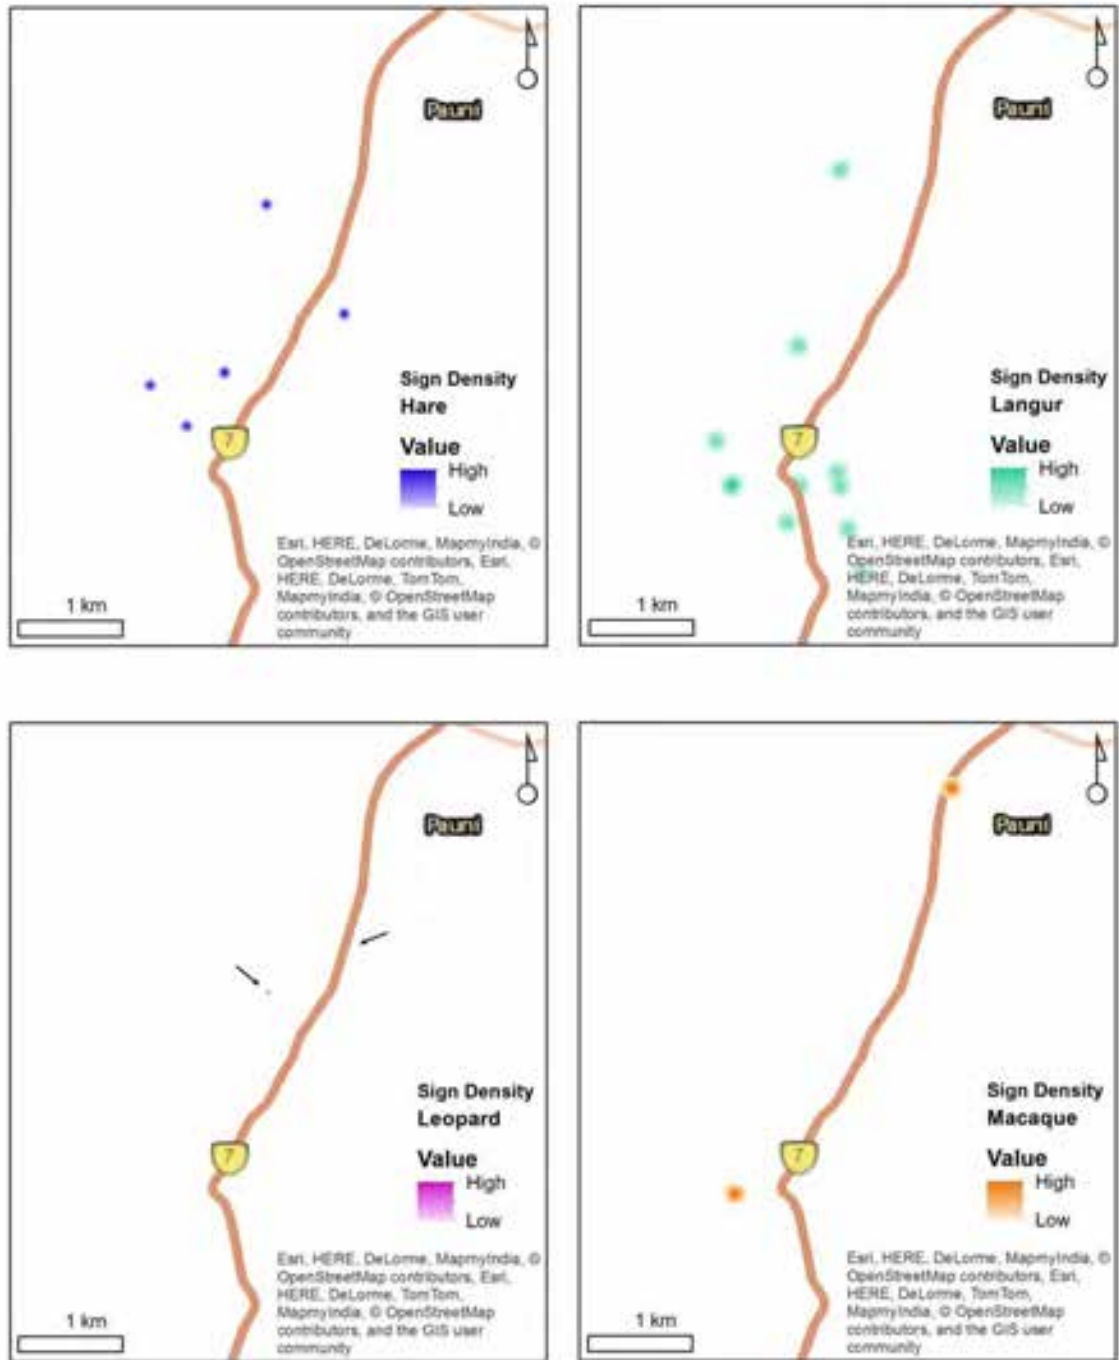 Pauni
Sign Density
Hare
Value
High
Low
7
Esri, HERE, DeLorme, MapmyIndia, ©
OpenStreetMap contributors, Esri,
HERE, DeLorme, TomTom,
MapmyIndia, © OpenStreetMap
contributors, and the GIS user
community
1 km
Pauni
Sign Density
Langur
Value
High
Low
7
Esri, HERE, DeLorme, MapmyIndia, ©
OpenStreetMap contributors, Esri,
HERE, DeLorme, TomTom,
MapmyIndia, © OpenStreetMap
contributors, and the GIS user
community
1 km
Pauni
Sign Density
Leopard
Value
High
Low
7
Esri, HERE, DeLorme, MapmyIndia, ©
OpenStreetMap contributors, Esri,
HERE, DeLorme, TomTom,
MapmyIndia, © OpenStreetMap
contributors, and the GIS user
community
1 km
Pauni
Sign Density
Macaque
Value
High
Low
7
Esri, HERE, DeLorme, MapmyIndia, ©
OpenStreetMap contributors, Esri,
HERE, DeLorme, TomTom,
MapmyIndia, © OpenStreetMap
contributors, and the GIS user
community
1 km